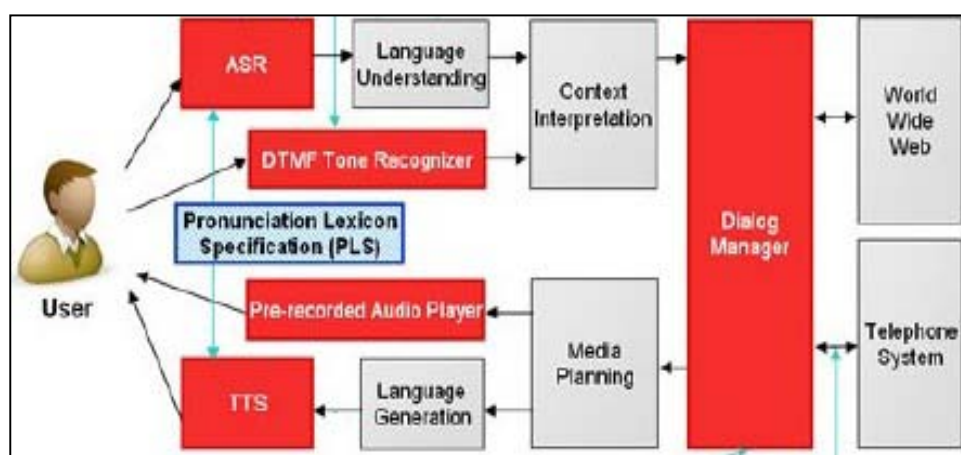 ASR
Language
Understanding
Context
Interpretation
World
Wide
Web
DTMF Tone Recognizer
Pronunciation Lexicon
Specification (PLS)
Dialog
Manager
User
Pre-recorded Audio Player
Media
Planning
Telephone
System
TTS
Language
Generation